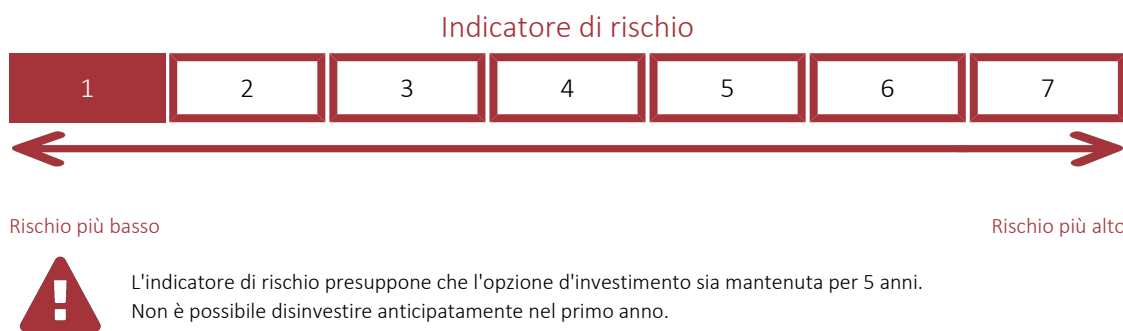 Indicatore di rischio
1 2 3 4 5 6 7
Rischio più basso Rischio più alto
L'indicatore di rischio presuppone che l'opzione d'investimento sia mantenuta per 5 anni.
Non è possibile disinvestire anticipatamente nel primo anno.